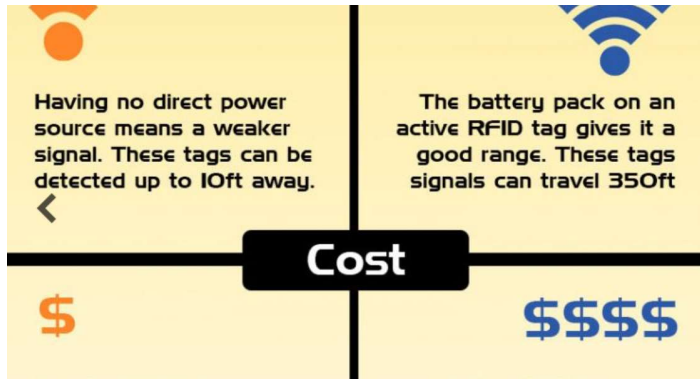 Having no direct power
source means a weaker
signal. These tags can be
detected up to 10ft away.
The battery pack on an
active RFID tag gives it a
good range. These tags
signals can travel 350ft
Cost
$
$$$$